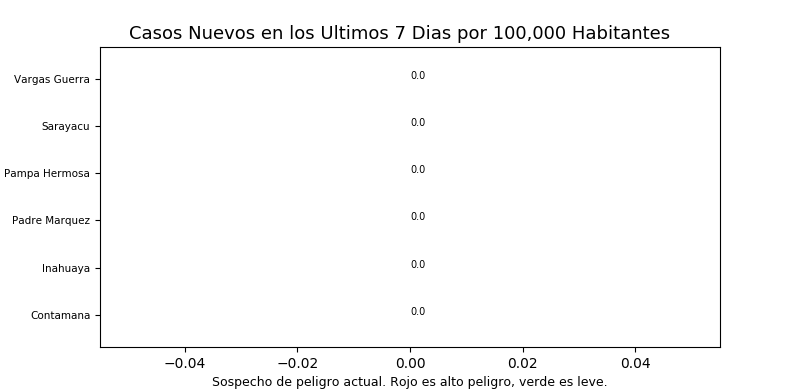 Casos Nuevos en los Ultimos 7 Dias por 100,000 Habitantes
Vargas Guerra 0.0
Sarayacu 0.0
Pampa Hermosa 0.0
Padre Marquez 0.0
Inahuaya 0.0
Contamana 0.0
−0.04 −0.02 0.00 0.02 0.04
Sospecho de peligro actual. Rojo es alto peligro, verde es leve.